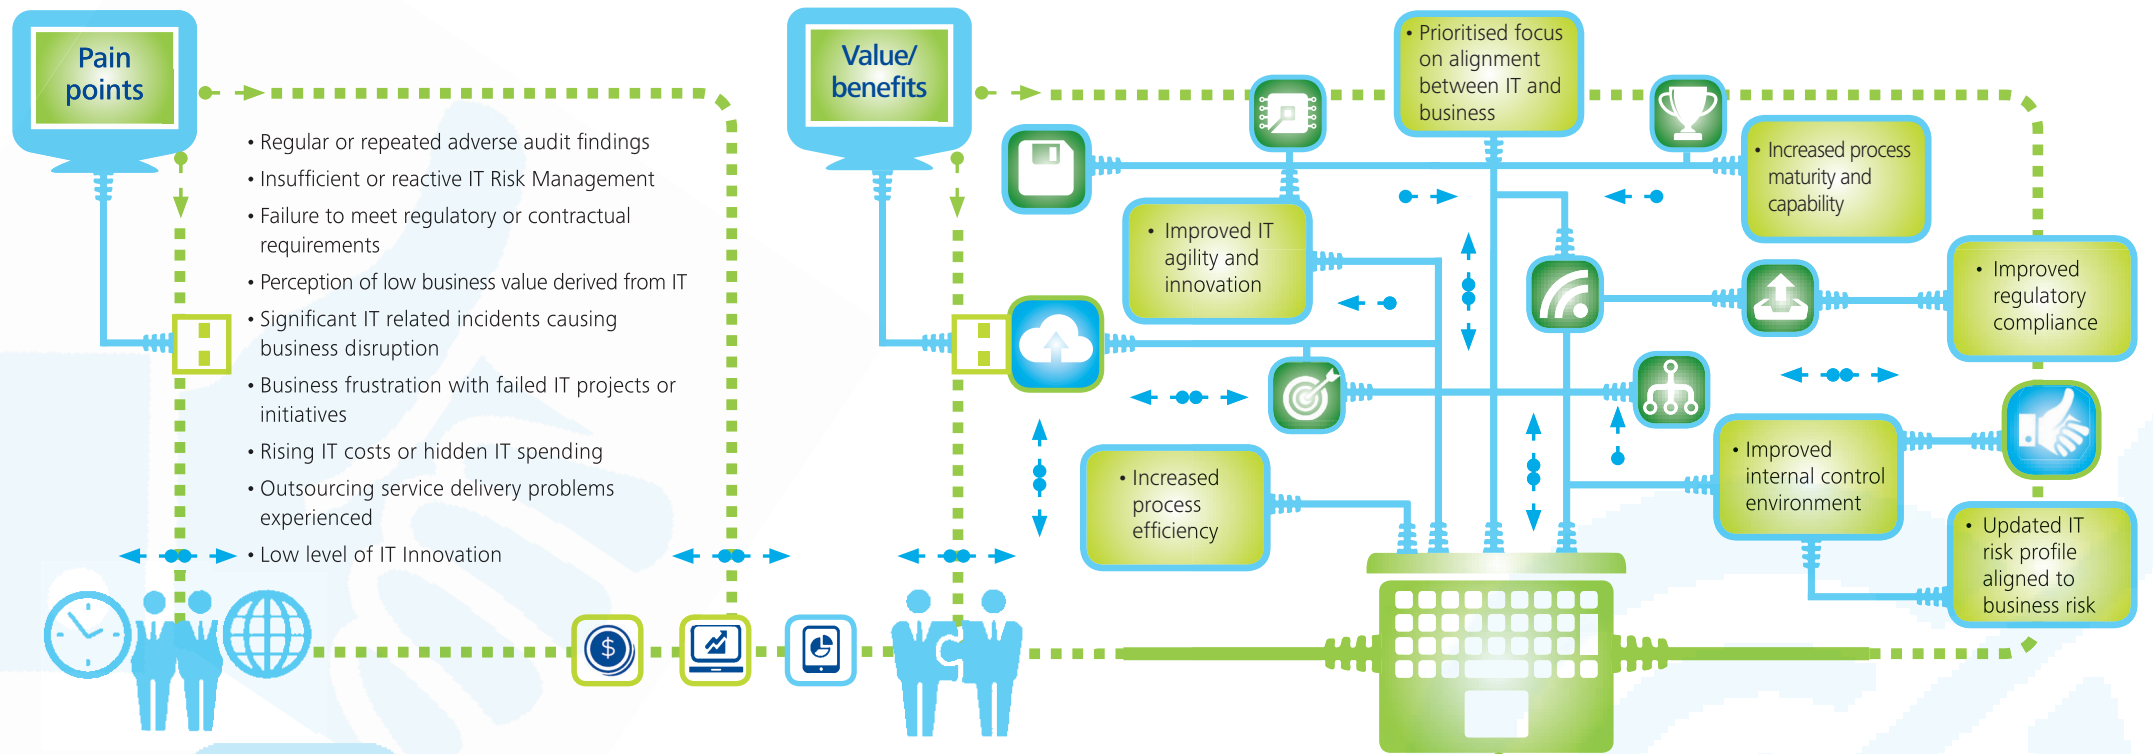 Pain
points
• Regular or repeated adverse audit findings
• Insufficient or reactive IT Risk Management
• Failure to meet regulatory or contractual
requirements
• Perception of low business value derived from IT
• Significant IT related incidents causing
business disruption
• Business frustration with failed IT projects or
initiatives
• Rising IT costs or hidden IT spending
• Outsourcing service delivery problems
experienced
• Low level of IT Innovation
$
Value/
benefits
• Prioritised focus
on alignment
between IT and
business
• Increased process
maturity and
capability
• Improved IT
agility and
innovation
• Improved
regulatory
compliance
• Increased
process
efficiency
• Improved
internal control
environment
• Updated IT
risk profile
aligned to
business risk